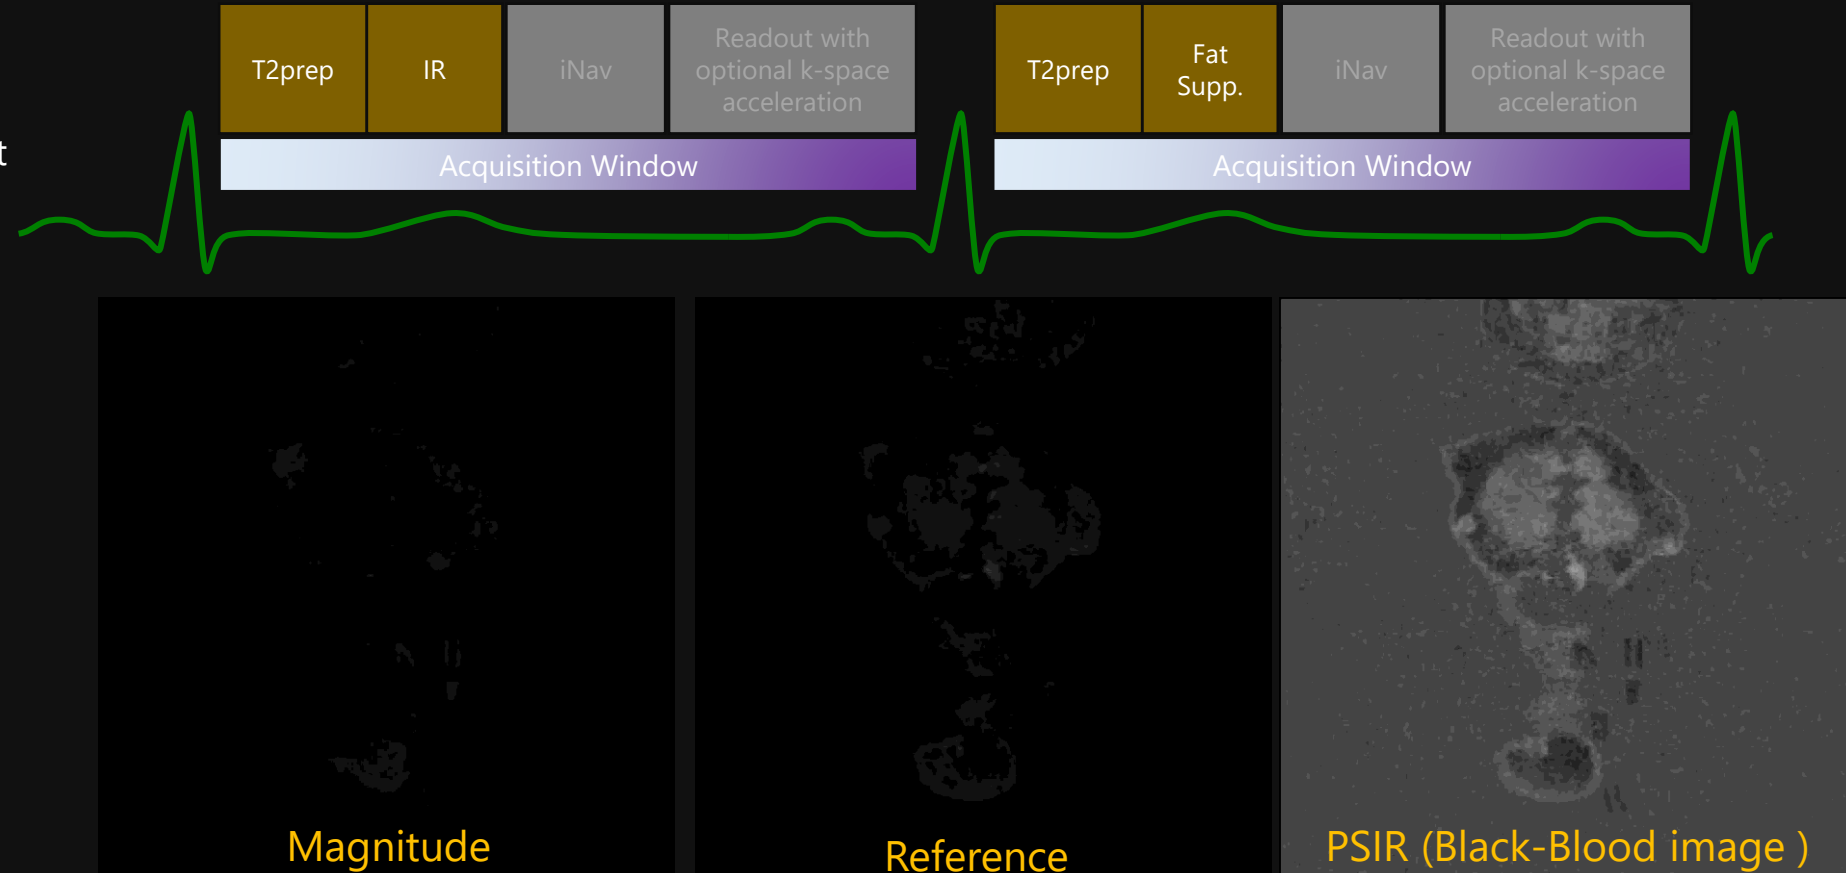 T2prep
IR
iNav
Readout with
optional k-space
acceleration
T2prep
Fat
Supp.
iNav
Readout with
optional k-space
acceleration
t
Acquisition Window
Acquisition Window
Magnitude
Reference
PSIR (Black-Blood image )